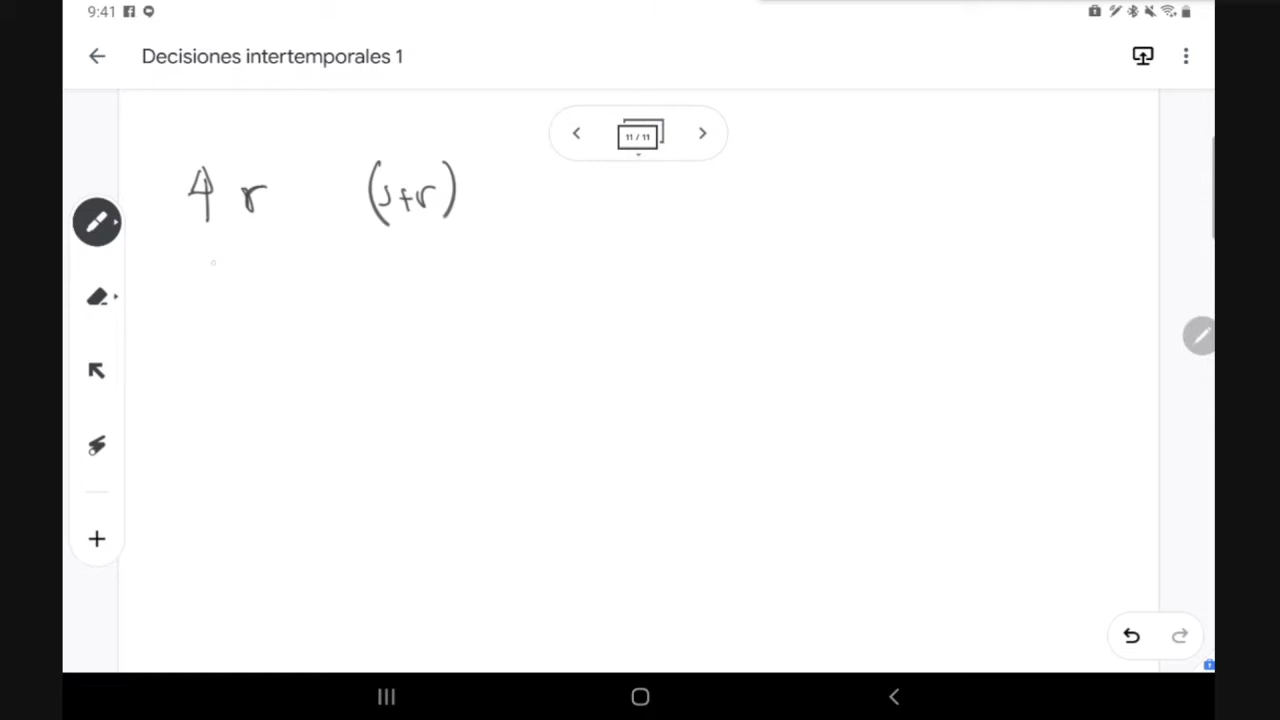 9:41
Decisiones intertemporales 1
11 / 11
4 r (1+r)